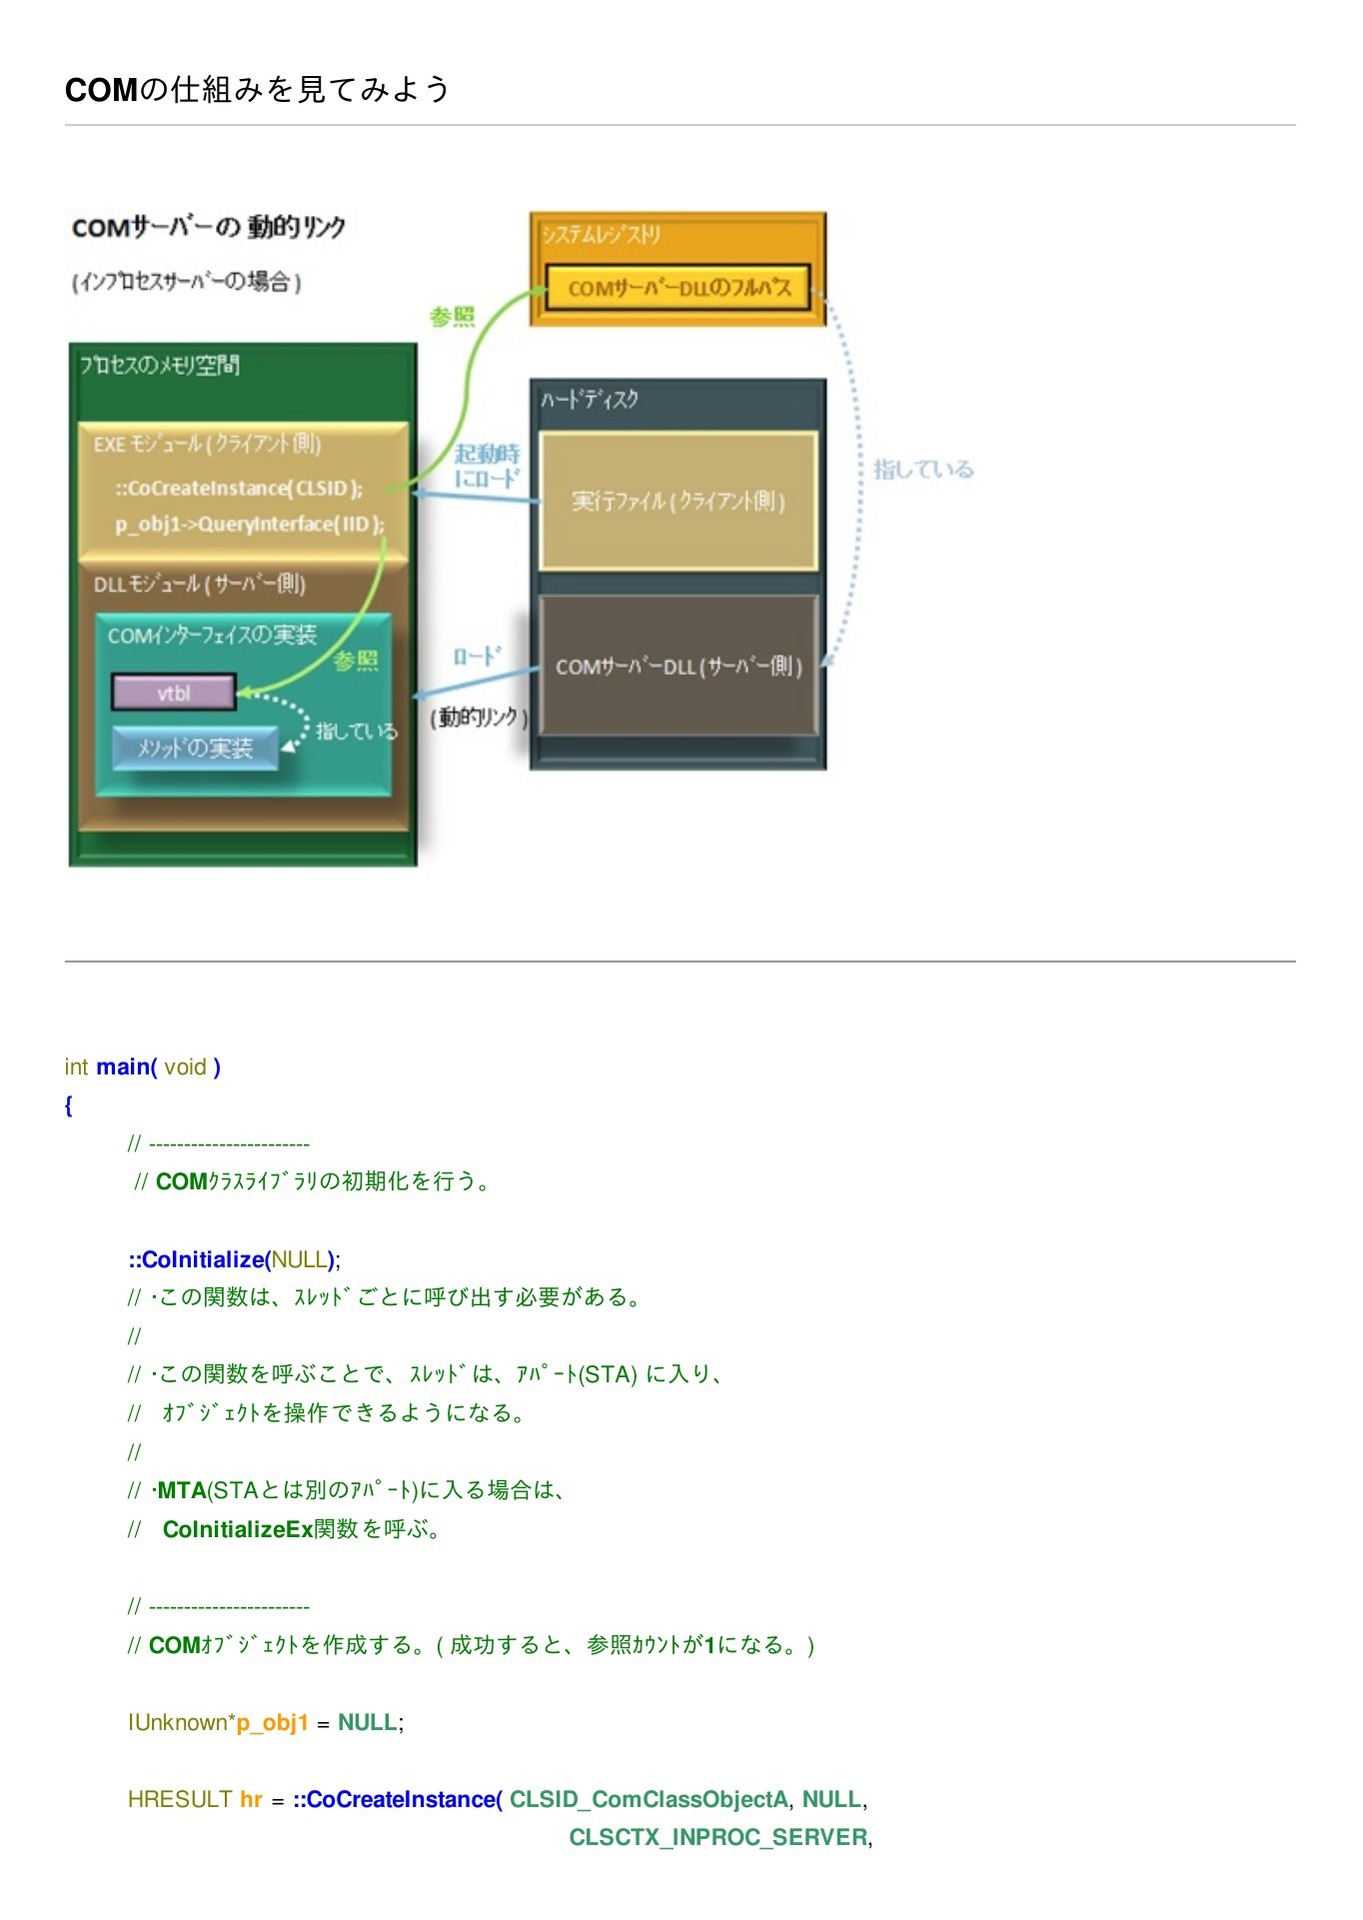 COMの仕組みを見てみよう
COMサーバーの 動的リンク
(インプロセスサーバーの場合)
システムレジストリ
COMサーバーDLLのフルパス
参照
プロセスのメモリ空間
EXE モジュール ( クライアント側)
::CoCreateInstance( CLSID );
p_obj1->QueryInterface( IID );
起動時
にロード
ハードディスク
実行ファイル ( クライアント側 )
指している
DLL モジュール ( サーバー側)
COMインターフェイスの実装
参照
vtbl
指している
メソッドの実装
ロード
(動的リンク)
COMサーバーDLL ( サーバー側 )
int main( void )
{
// -----------------------
// COMクラスライブラリの初期化を行う。
::CoInitialize(NULL);
// ・この関数は、スレッドごとに呼び出す必要がある。
//
// ・この関数を呼ぶことで、スレッドは、アパート(STA) に入り、
// オブジェクトを操作できるようになる。
//
// ・MTA(STAとは別のアパート)に入る場合は、
// CoInitializeEx関数を呼ぶ。
// -----------------------
// COMオブジェクトを作成する。( 成功すると、参照カウントが1になる。)
IUnknown*p_obj1 = NULL;
HRESULT hr = ::CoCreateInstance( CLSID_ComClassObjectA, NULL,
CLSCTX_INPROC_SERVER,